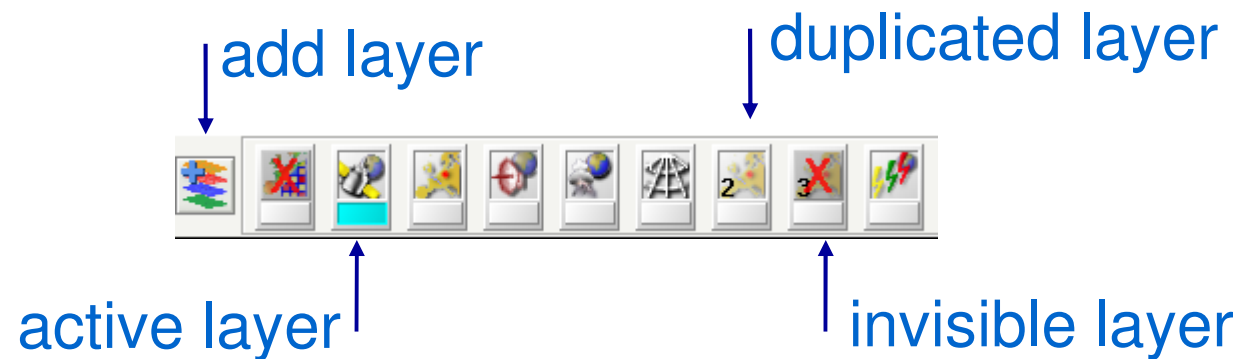 add layer
duplicated layer
2
3
active layer
invisible layer